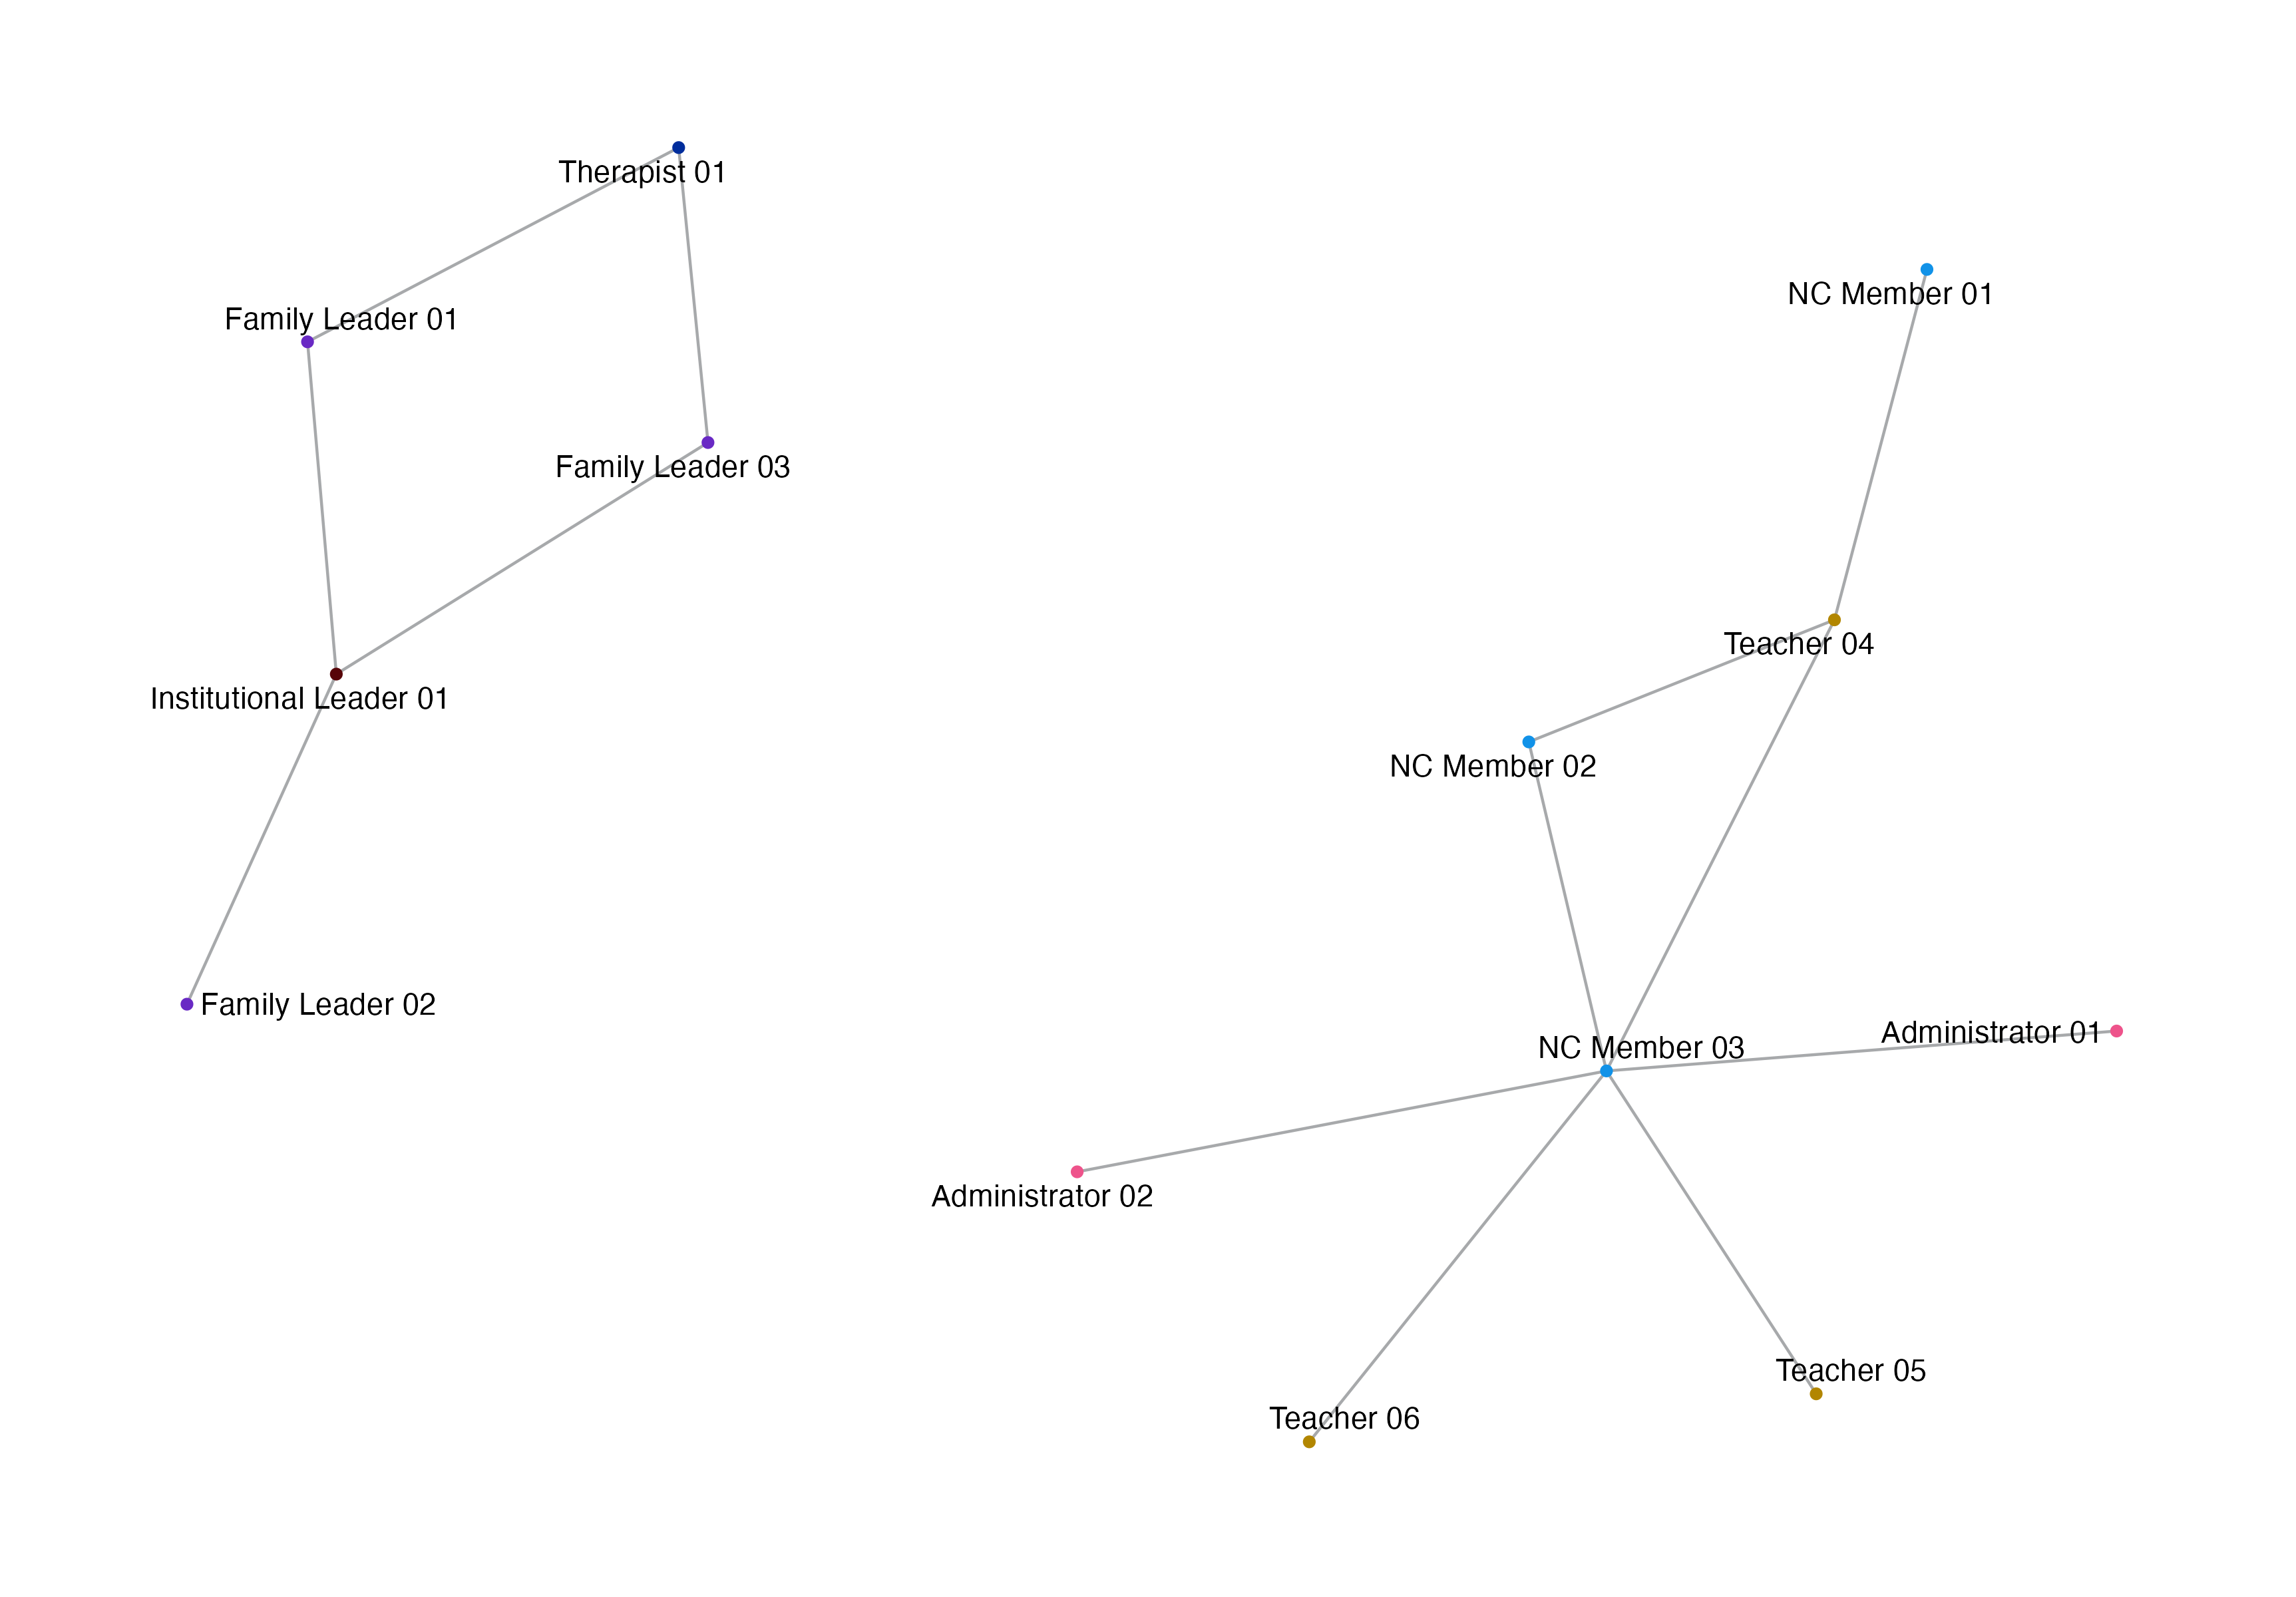 Therapist 01
NC Member 01
Family Leader 01
Family Leader 03
Teacher 04
Institutional Leader 01
NC Member 02
Family Leader 02
Administrator 01
NC Member 03
Administrator 02
Teacher 05
Teacher 06